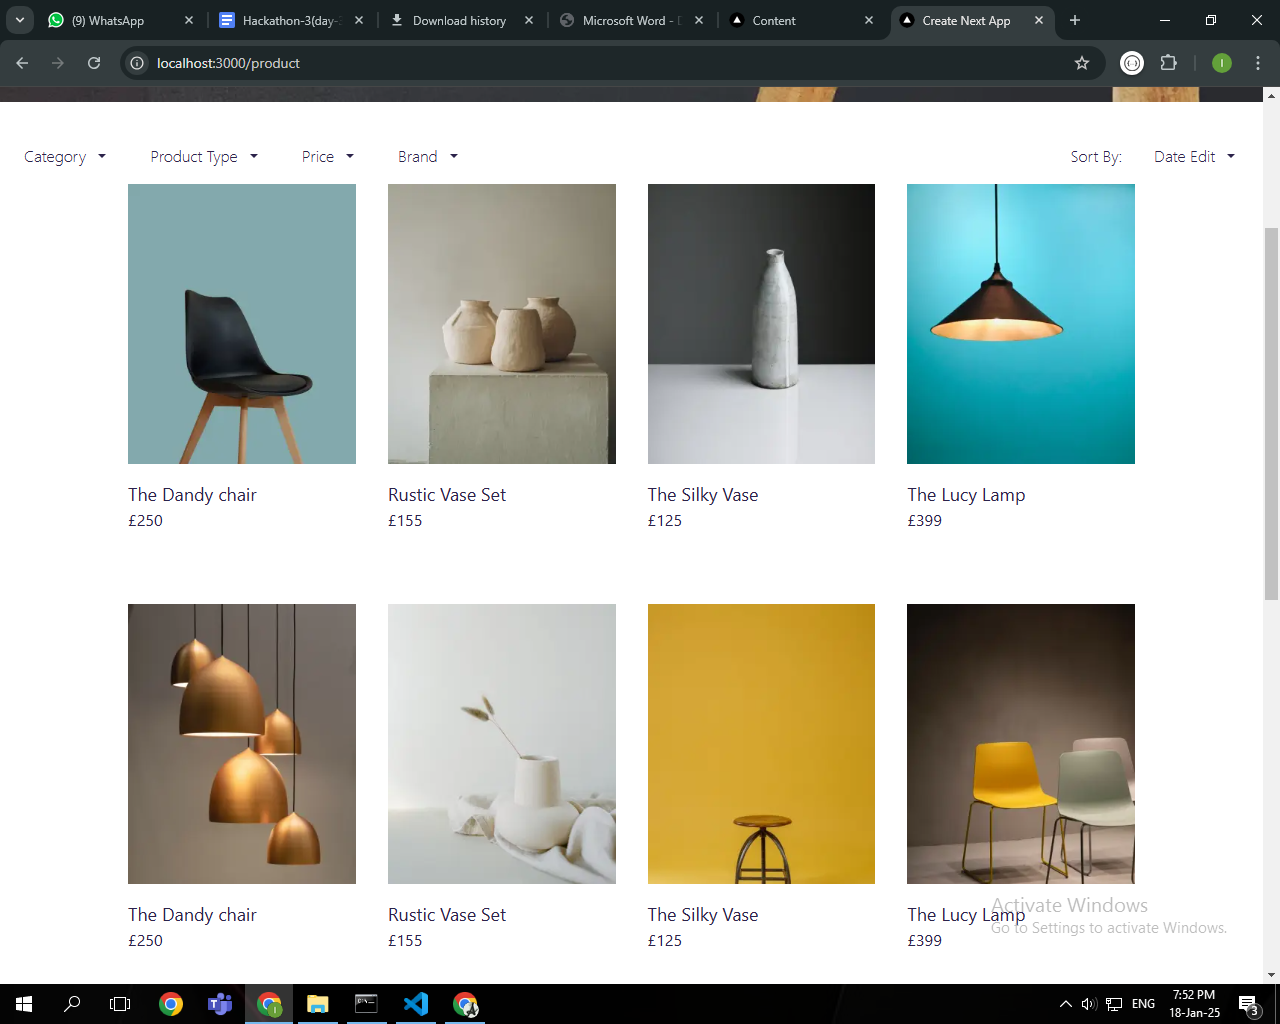 (9) WhatsApp
Hackathon-3(day-
Download history
Microsoft Word -
Content
Create Next App
localhost:3000/product
Category
Product Type
Price
Brand
Sort By:
Date Edit
The Dandy chair
£250
Rustic Vase Set
£155
The Silky Vase
£125
The Lucy Lamp
£399
The Dandy chair
£250
Rustic Vase Set
£155
The Silky Vase
£125
The Lucy Lamp
£399
Activate Windows
Go to Settings to activate Windows.
ENG
7:52 PM
18-Jan-25
3